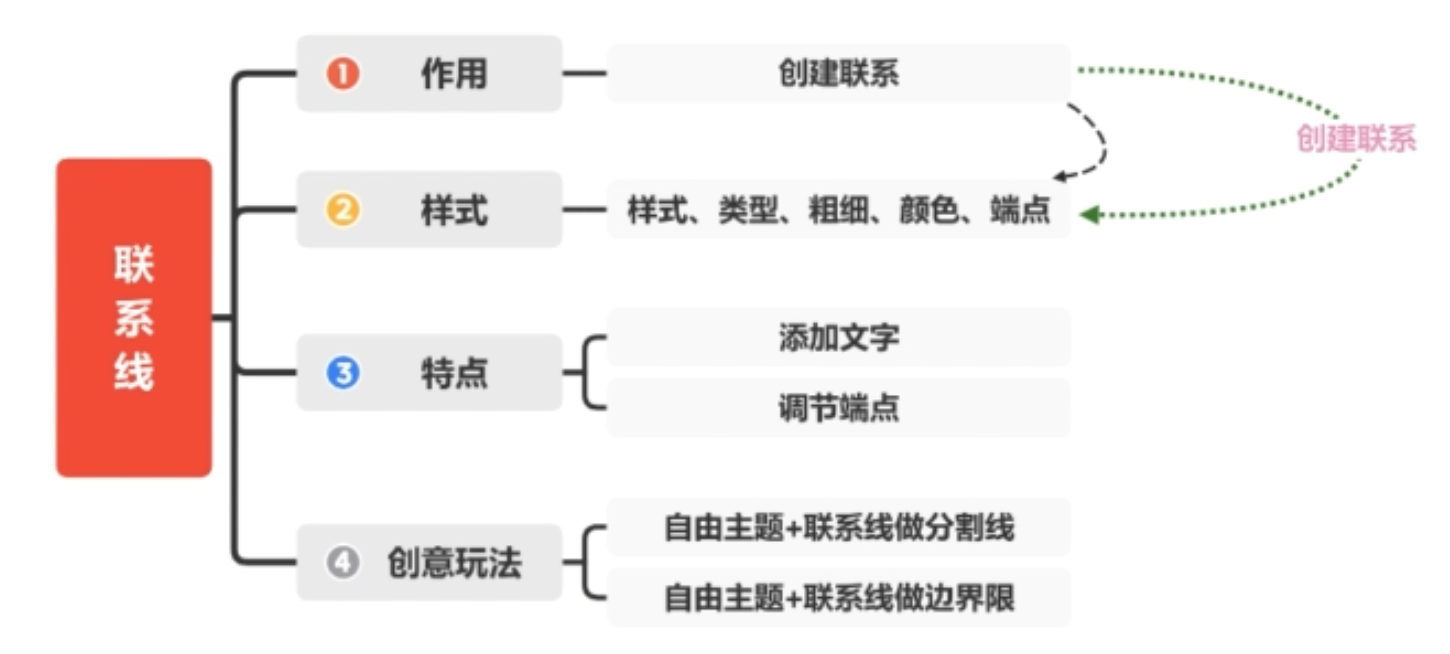 联系线
1 作用
创建联系
创建联系
2 样式
样式、类型、粗细、颜色、端点
3 特点
添加文字
调节端点
4 创意玩法
自由主题+联系线做分割线
自由主题+联系线做边界限